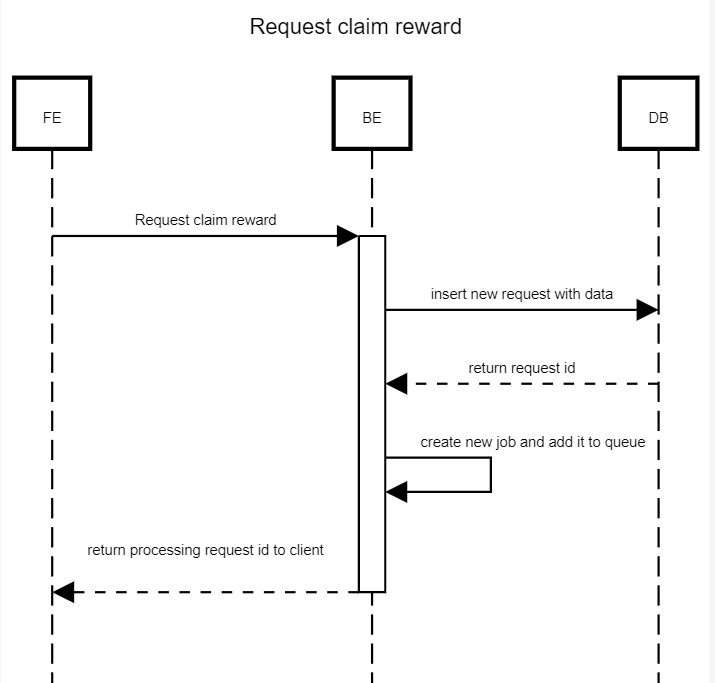 Request claim reward
FE
BE
DB
Request claim reward
insert new request with data
return request id
create new job and add it to queue
return processing request id to client